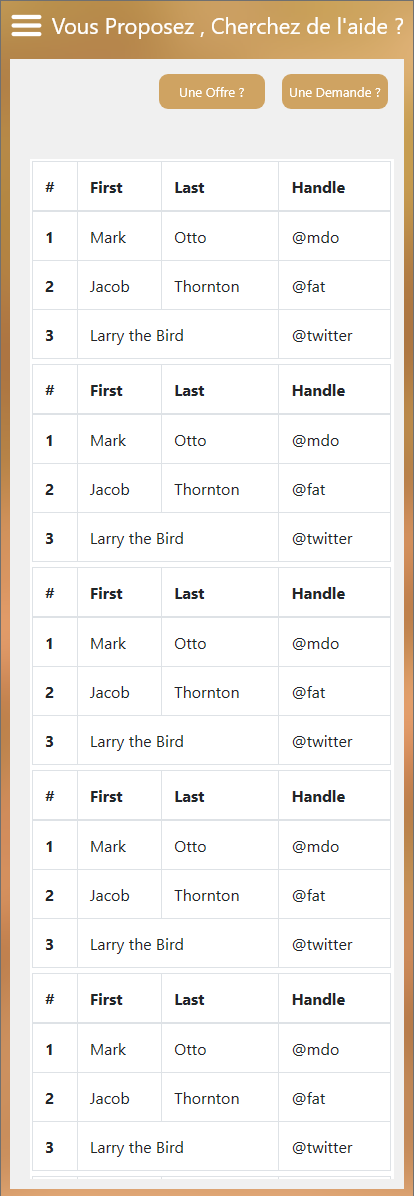 Vous Proposez , Cherchez de l'aide ?
Une Offre ? Une Demande ?
# First Last Handle
1 Mark Otto @mdo
2 Jacob Thornton @fat
3 Larry the Bird @twitter
# First Last Handle
1 Mark Otto @mdo
2 Jacob Thornton @fat
3 Larry the Bird @twitter
# First Last Handle
1 Mark Otto @mdo
2 Jacob Thornton @fat
3 Larry the Bird @twitter
# First Last Handle
1 Mark Otto @mdo
2 Jacob Thornton @fat
3 Larry the Bird @twitter
# First Last Handle
1 Mark Otto @mdo
2 Jacob Thornton @fat
3 Larry the Bird @twitter